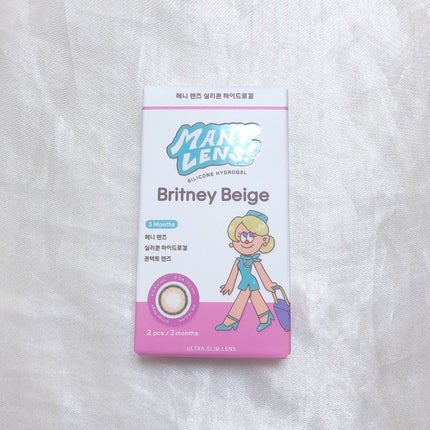 메니 렌즈 실리콘 하이드로겔
MANY
LENS!
SILICONE HYDROGEL
Britney Beige
3 Months
메니 렌즈
실리콘 하이드로겔
콘택트 렌즈
2 pcs / 3 months
ULTRA SLIM LENS